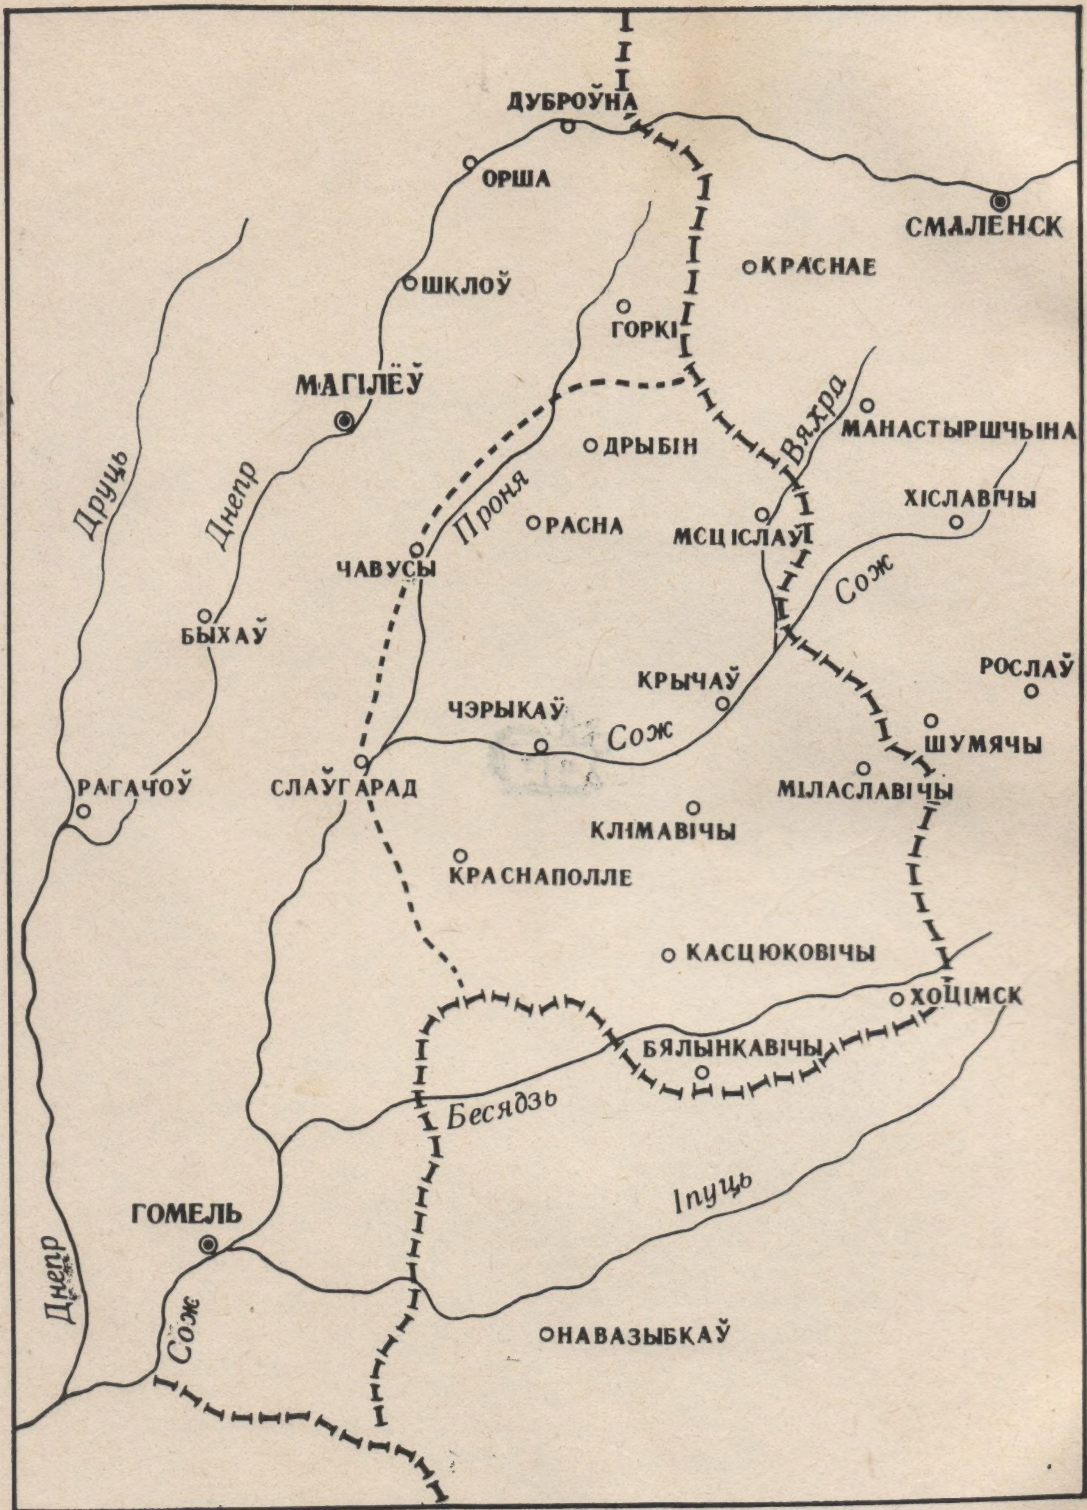 ДУБРОЎНА
ОРША
СМАЛЕНСК
КРАСНАЕ
ШКЛОЎ
ГОРКІ
МАГІЛЁЎ
Вяхра
МАНАСТЫРШЧЫНА
ДРЫБІН
Друць
Днепр
Проня
ХІСЛАВІЧЫ
РАСНА
МСЦІСЛАЎ
ЧАВУСЫ
Сож
БЫХАЎ
РОСЛАЎ
КРЫЧАЎ
ЧЭРЫКАЎ
Сож
ШУМЯЧЫ
РАГАЧОЎ
СЛАЎГАРАД
МІЛАСЛАВІЧЫ
КЛІМАВІЧЫ
КРАСНАПОЛЛЕ
КАСЦЮКОВІЧЫ
ХОЦІМСК
БЯЛЫНКАВІЧЫ
Бесядзь
Іпуць
ГОМЕЛЬ
Днепр
Сож
НАВАЗЫБКАЎ